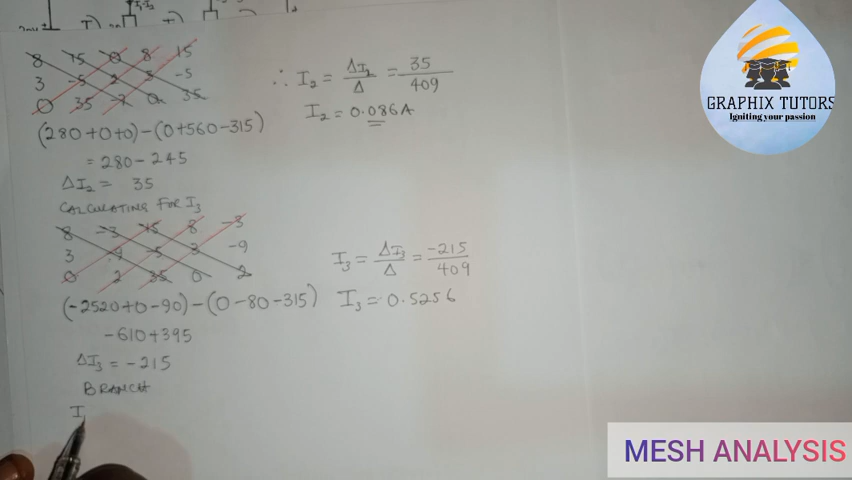 8 15 0 8 15
3 -5 2 3 -5
0 35 -7 0 35
(280+0+0)-(0+560-315)
= 280-245
ΔI₂ = 35
∴ I₂ = ΔI₂/Δ = 35/409
I₂ = 0.086A
CALCULATING FOR I₃
8 -3 15 8 -3
3 -9 -5 3 -9
0 2 35 0 2
(-2520+0-90)-(0-80-315)
-610+395
ΔI₃ = -215
I₃ = ΔI₃/Δ = -215/409
I₃ = -0.5256
BRANCH
I
GRAPHIX TUTORS
Igniting your passion
MESH ANALYSIS